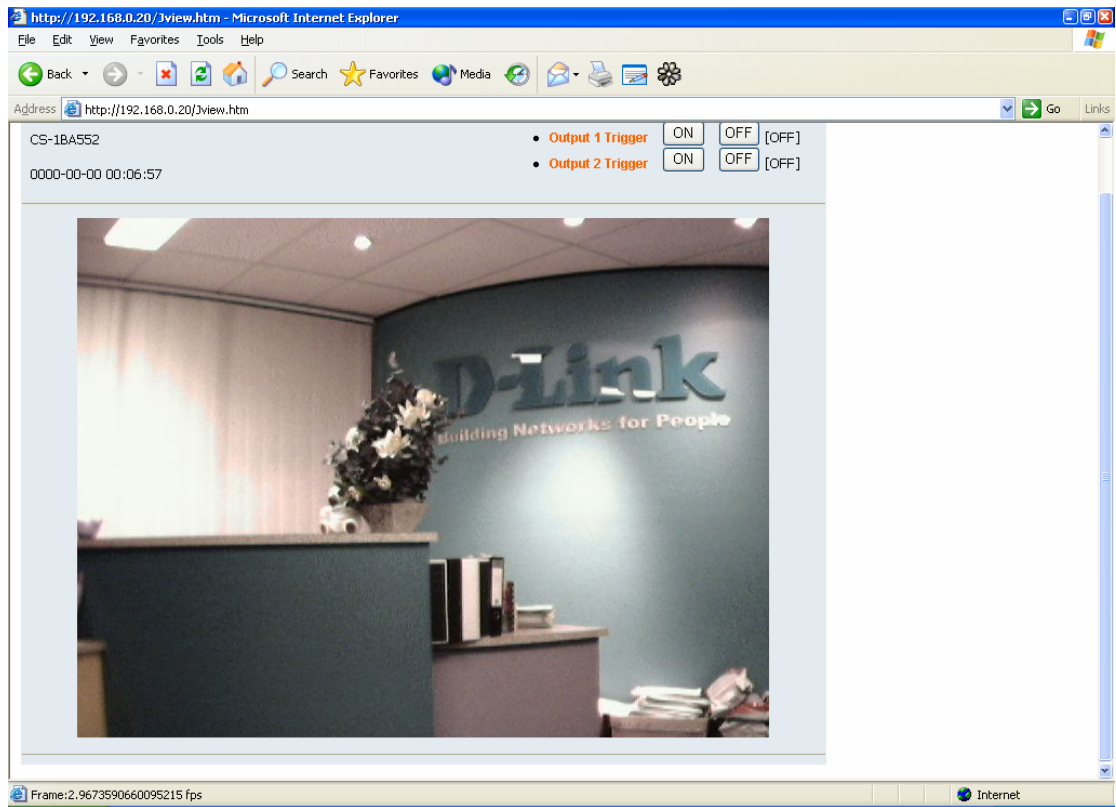 http://192.168.0.20/Jview.htm - Microsoft Internet Explorer
File Edit View Favorites Tools Help
Back Search Favorites Media
Address http://192.168.0.20/Jview.htm Go Links
CS-1BA552
• Output 1 Trigger ON OFF [OFF]
• Output 2 Trigger ON OFF [OFF]
0000-00-00 00:06:57
D-Link
Building Networks for People
Frame:2.9673590660095215 fps
Internet